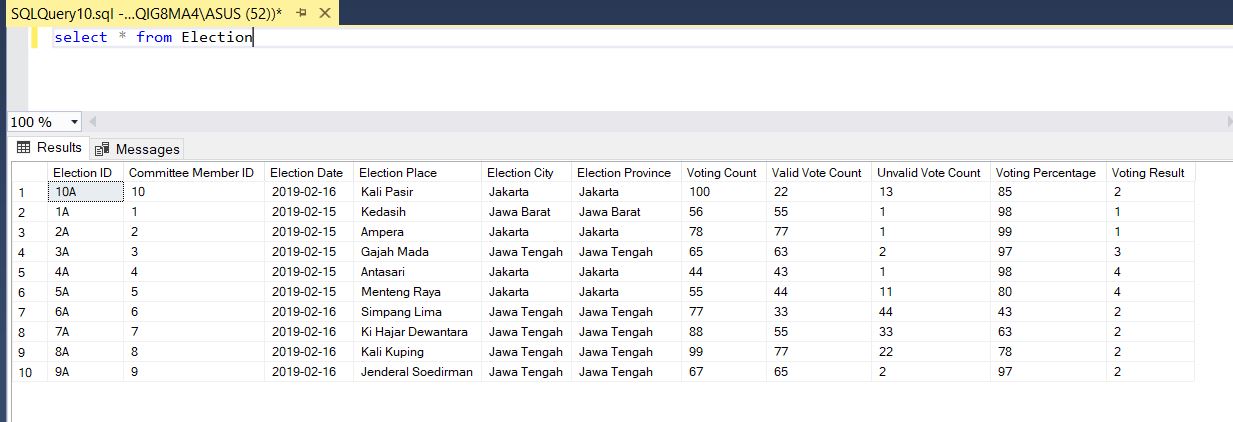 SQLQuery10.sql -...QIG8MA4\ASUS (52))*
select * from Election
100 %
Results Messages
Election ID Committee Member ID Election Date Election Place Election City Election Province Voting Count Valid Vote Count Unvalid Vote Count Voting Percentage Voting Result
1 10A 10 2019-02-16 Kali Pasir Jakarta Jakarta 100 22 13 85 2
2 1A 1 2019-02-15 Kedasih Jawa Barat Jawa Barat 56 55 1 98 1
3 2A 2 2019-02-15 Ampera Jakarta Jakarta 78 77 1 99 1
4 3A 3 2019-02-15 Gajah Mada Jawa Tengah Jawa Tengah 65 63 2 97 3
5 4A 4 2019-02-15 Antasari Jakarta Jakarta 44 43 1 98 4
6 5A 5 2019-02-15 Menteng Raya Jakarta Jakarta 55 44 11 80 4
7 6A 6 2019-02-16 Simpang Lima Jawa Tengah Jawa Tengah 77 33 44 43 2
8 7A 7 2019-02-16 Ki Hajar Dewantara Jawa Tengah Jawa Tengah 88 55 33 63 2
9 8A 8 2019-02-16 Kali Kuping Jawa Tengah Jawa Tengah 99 77 22 78 2
10 9A 9 2019-02-16 Jenderal Soedirman Jawa Tengah Jawa Tengah 67 65 2 97 2